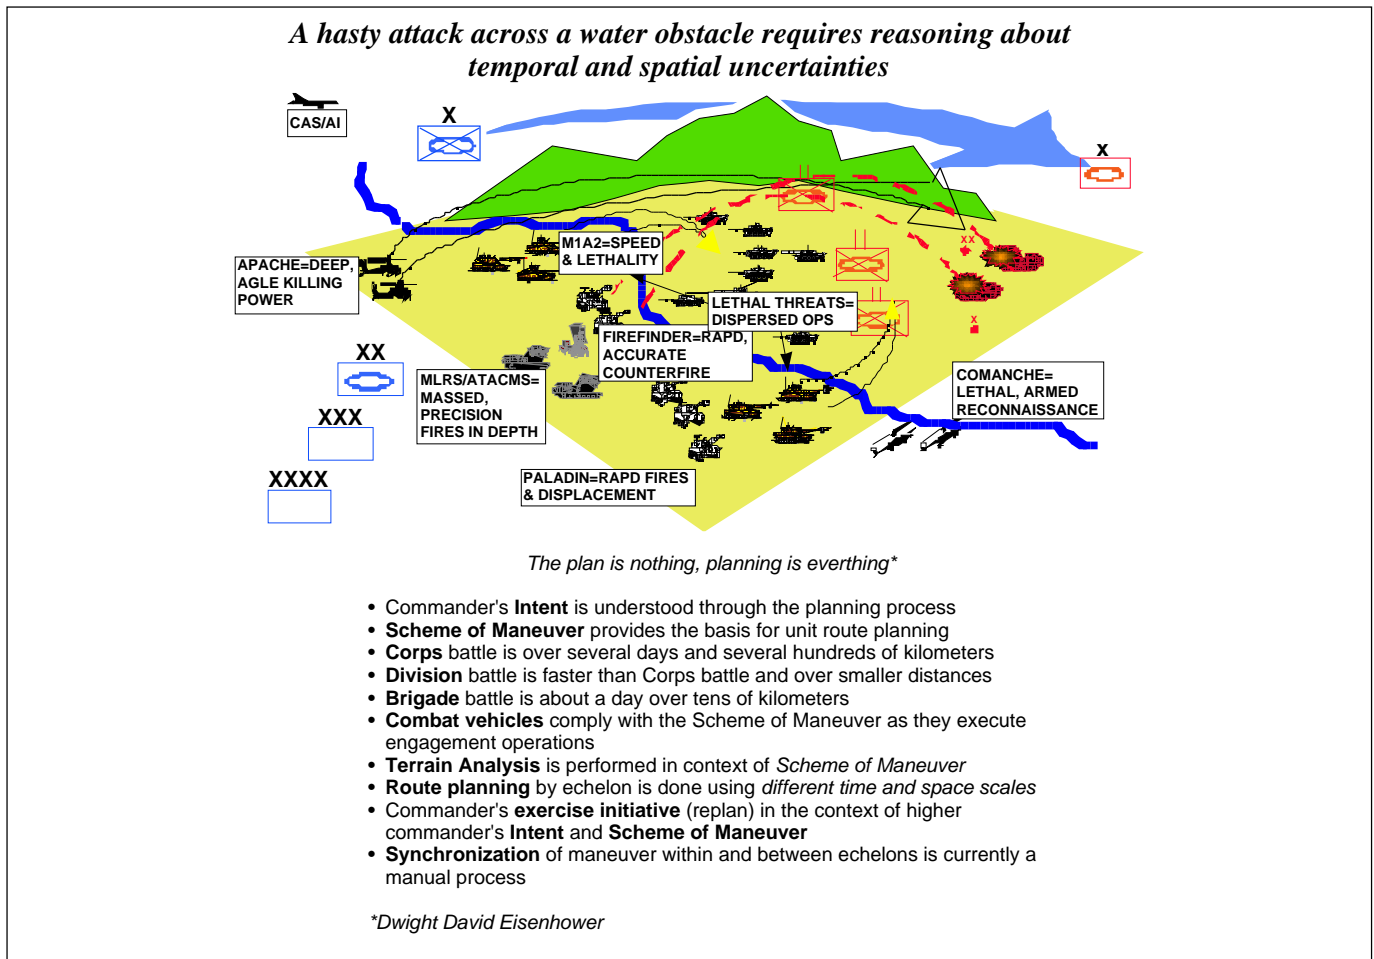 A hasty attack across a water obstacle requires reasoning about
temporal and spatial uncertainties
CAS/AI
X
X
XX
M1A2=SPEED
& LETHALITY
APACHE=DEEP,
AGLE KILLING
POWER
LETHAL THREATS=
DISPERSED OPS
X
FIREFINDER=RAPD,
ACCURATE
COUNTERFIRE
XX
MLRS/ATACMS=
MASSED,
PRECISION
FIRES IN DEPTH
COMANCHE=
LETHAL, ARMED
RECONNAISSANCE
XXX
XXXX
PALADIN=RAPD FIRES
& DISPLACEMENT
The plan is nothing, planning is everthing*
• Commander's Intent is understood through the planning process
• Scheme of Maneuver provides the basis for unit route planning
• Corps battle is over several days and several hundreds of kilometers
• Division battle is faster than Corps battle and over smaller distances
• Brigade battle is about a day over tens of kilometers
• Combat vehicles comply with the Scheme of Maneuver as they execute
engagement operations
• Terrain Analysis is performed in context of Scheme of Maneuver
• Route planning by echelon is done using different time and space scales
• Commander's exercise initiative (replan) in the context of higher
commander's Intent and Scheme of Maneuver
• Synchronization of maneuver within and between echelons is currently a
manual process
*Dwight David Eisenhower